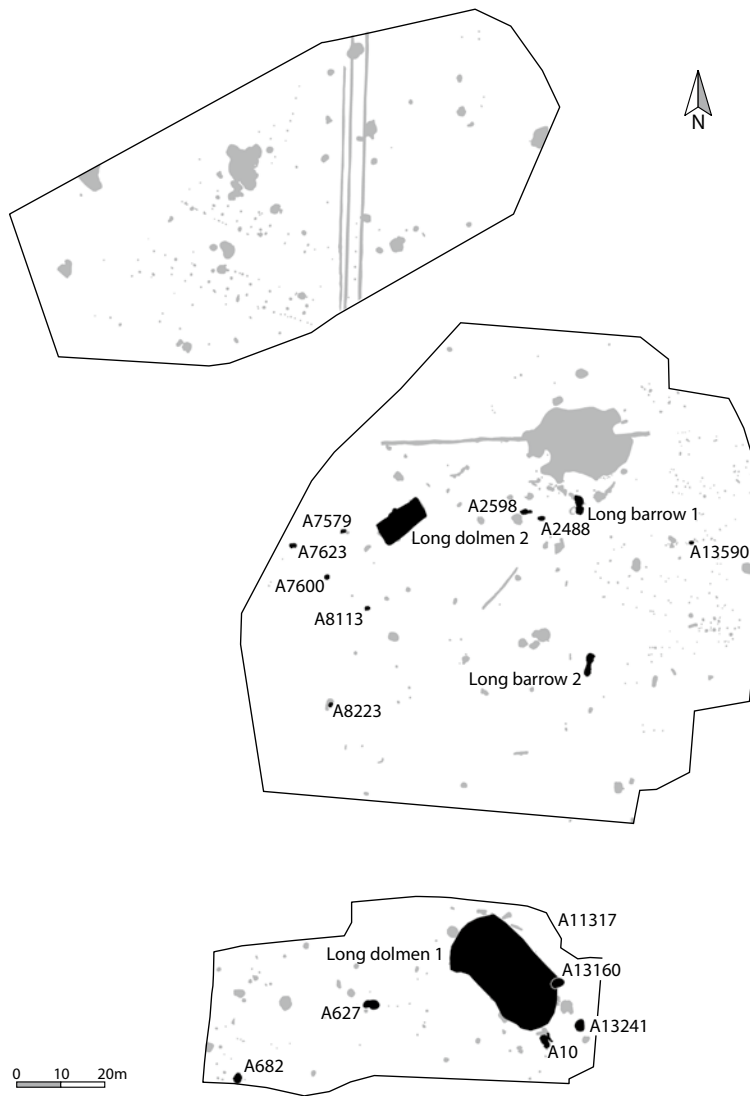 N
A7579
A2598
Long barrow 1
Long dolmen 2
A2488
A7623
A13590
A7600
A8113
Long barrow 2
A8223
A11317
Long dolmen 1
A13160
A627
A13241
A10
A682
0 10 20m